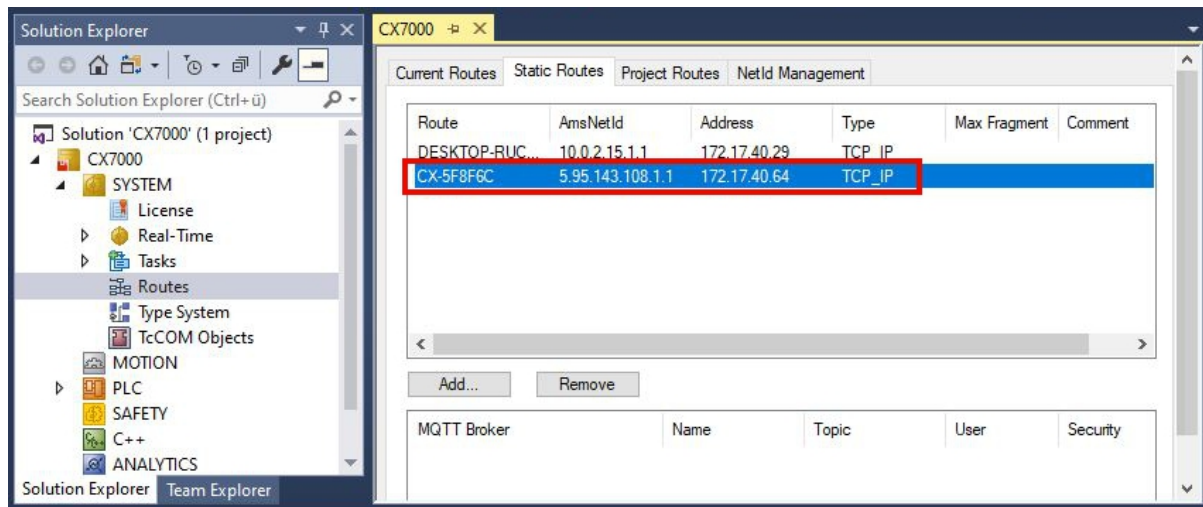 Solution Explorer
Search Solution Explorer (Ctrl+ü)
Solution 'CX7000' (1 project)
CX7000
SYSTEM
License
Real-Time
Tasks
Routes
Type System
TcCOM Objects
MOTION
PLC
SAFETY
C++
ANALYTICS
Solution Explorer Team Explorer
CX7000
Current Routes Static Routes Project Routes NetId Management
Route AmsNetId Address Type Max Fragment Comment
DESKTOP-RUC... 10.0.2.15.1.1 172.17.40.29 TCP_IP
CX-5F8F6C 5.95.143.108.1.1 172.17.40.64 TCP_IP
Add... Remove
MQTT Broker Name Topic User Security